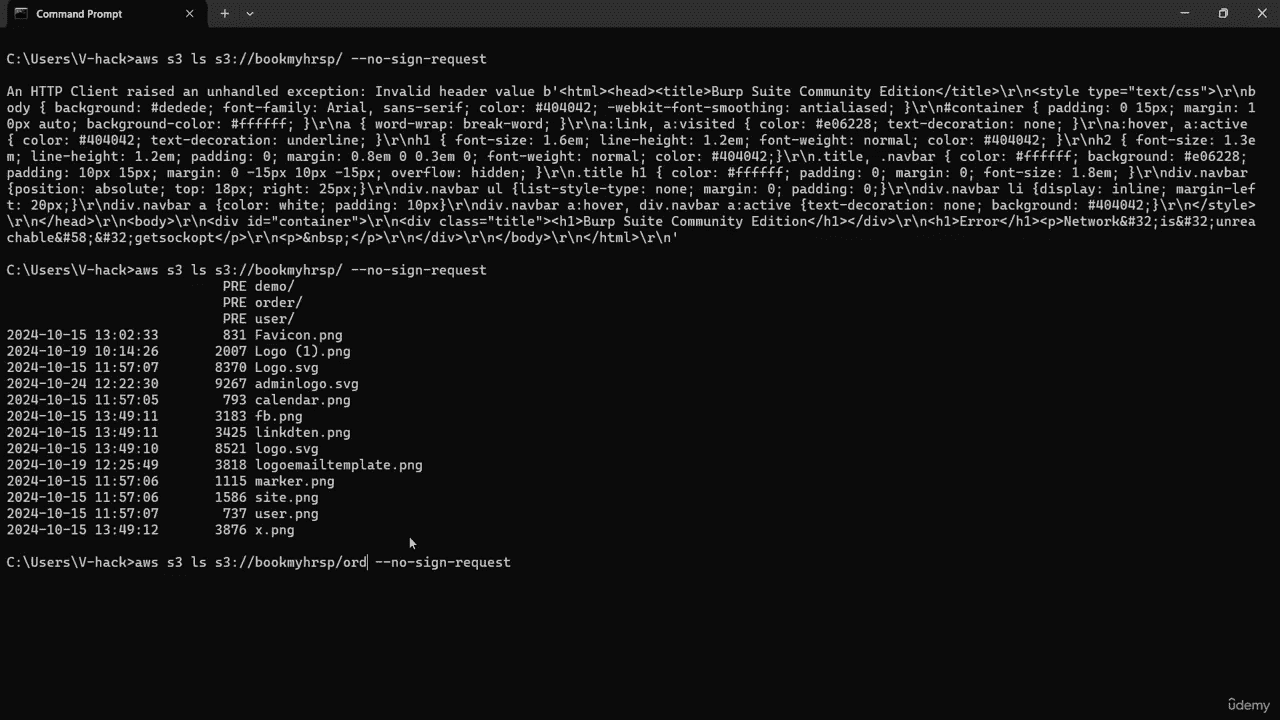 Command Prompt
C:\Users\V-hack>aws s3 ls s3://bookmyhrsp/ --no-sign-request
An HTTP Client raised an unhandled exception: Invalid header value b'<html><head><title>Burp Suite Community Edition</title>\r\n<style type="text/css">\r\nb
ody { background: #dedede; font-family: Arial, sans-serif; color: #404042; -webkit-font-smoothing: antialiased; }\r\n#container { padding: 0 15px; margin: 1
0px auto; background-color: #ffffff; }\r\na { word-wrap: break-word; }\r\na:link, a:visited { color: #e06228; text-decoration: none; }\r\na:hover, a:active
{ color: #404042; text-decoration: underline; }\r\nh1 { font-size: 1.6em; line-height: 1.2em; font-weight: normal; color: #404042; }\r\nh2 { font-size: 1.3e
m; line-height: 1.2em; padding: 0; margin: 0.8em 0 0.3em 0; font-weight: normal; color: #404042;}\r\n.title, .navbar { color: #ffffff; background: #e06228;
padding: 10px 15px; margin: 0 -15px 10px -15px; overflow: hidden; }\r\n.title h1 { color: #ffffff; padding: 0; margin: 0; font-size: 1.8em; }\r\ndiv.navbar
{position: absolute; top: 18px; right: 25px;}\r\ndiv.navbar ul {list-style-type: none; margin: 0; padding: 0;}\r\ndiv.navbar li {display: inline; margin-lef
t: 20px;}\r\ndiv.navbar a {color: white; padding: 10px}\r\ndiv.navbar a:hover, div.navbar a:active {text-decoration: none; background: #404042;}\r\n</style>
\r\n</head>\r\n<body>\r\n<div id="container">\r\n<div class="title"><h1>Burp Suite Community Edition</h1></div>\r\n<h1>Error</h1><p>Network&#32;is&#32;unrea
chable&#58;&#32;getsockopt</p>\r\n<p>&nbsp;</p>\r\n</div>\r\n</body>\r\n</html>\r\n'
C:\Users\V-hack>aws s3 ls s3://bookmyhrsp/ --no-sign-request
PRE demo/
PRE order/
PRE user/
2024-10-15 13:02:33 831 Favicon.png
2024-10-19 10:14:26 2007 Logo (1).png
2024-10-15 11:57:07 8370 Logo.svg
2024-10-24 12:22:30 9267 adminlogo.svg
2024-10-15 11:57:05 793 calendar.png
2024-10-15 13:49:11 3183 fb.png
2024-10-15 13:49:11 3425 linkdten.png
2024-10-15 13:49:10 8521 logo.svg
2024-10-19 12:25:49 3818 logoemailtemplate.png
2024-10-15 11:57:06 1115 marker.png
2024-10-15 11:57:06 1586 site.png
2024-10-15 11:57:07 737 user.png
2024-10-15 13:49:12 3876 x.png
C:\Users\V-hack>aws s3 ls s3://bookmyhrsp/ord --no-sign-request
ûdemy